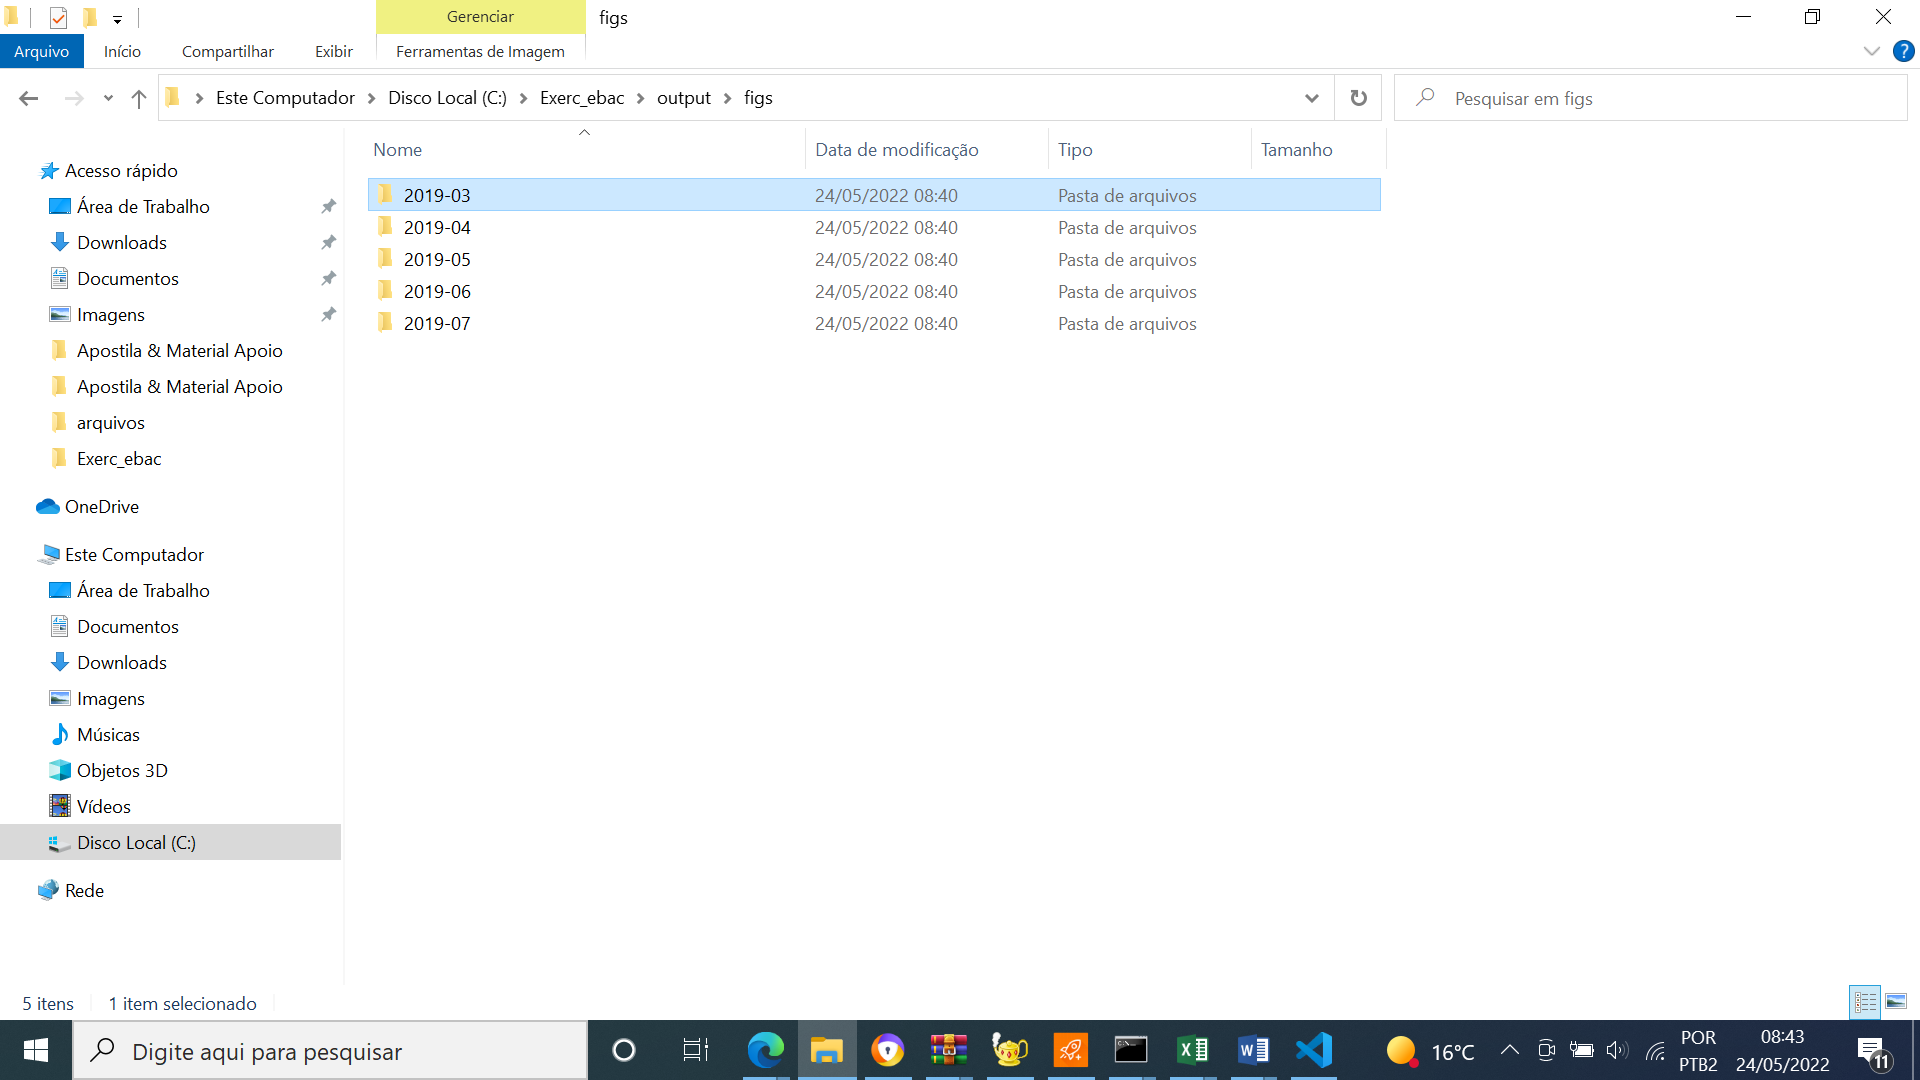 Gerenciar
figs
Arquivo
Início
Compartilhar
Exibir
Ferramentas de Imagem
?
Este Computador
Disco Local (C:)
Exerc_ebac
output
figs
Pesquisar em figs
Nome
Data de modificação
Tipo
Tamanho
2019-03 24/05/2022 08:40 Pasta de arquivos
2019-04 24/05/2022 08:40 Pasta de arquivos
2019-05 24/05/2022 08:40 Pasta de arquivos
2019-06 24/05/2022 08:40 Pasta de arquivos
2019-07 24/05/2022 08:40 Pasta de arquivos
Acesso rápido
Área de Trabalho
Downloads
Documentos
Imagens
Apostila & Material Apoio
Apostila & Material Apoio
arquivos
Exerc_ebac
OneDrive
Este Computador
Área de Trabalho
Documentos
Downloads
Imagens
Músicas
Objetos 3D
Vídeos
Disco Local (C:)
Rede
5 itens
1 item selecionado
Digite aqui para pesquisar
16°C
POR
PTB2
08:43
24/05/2022
11